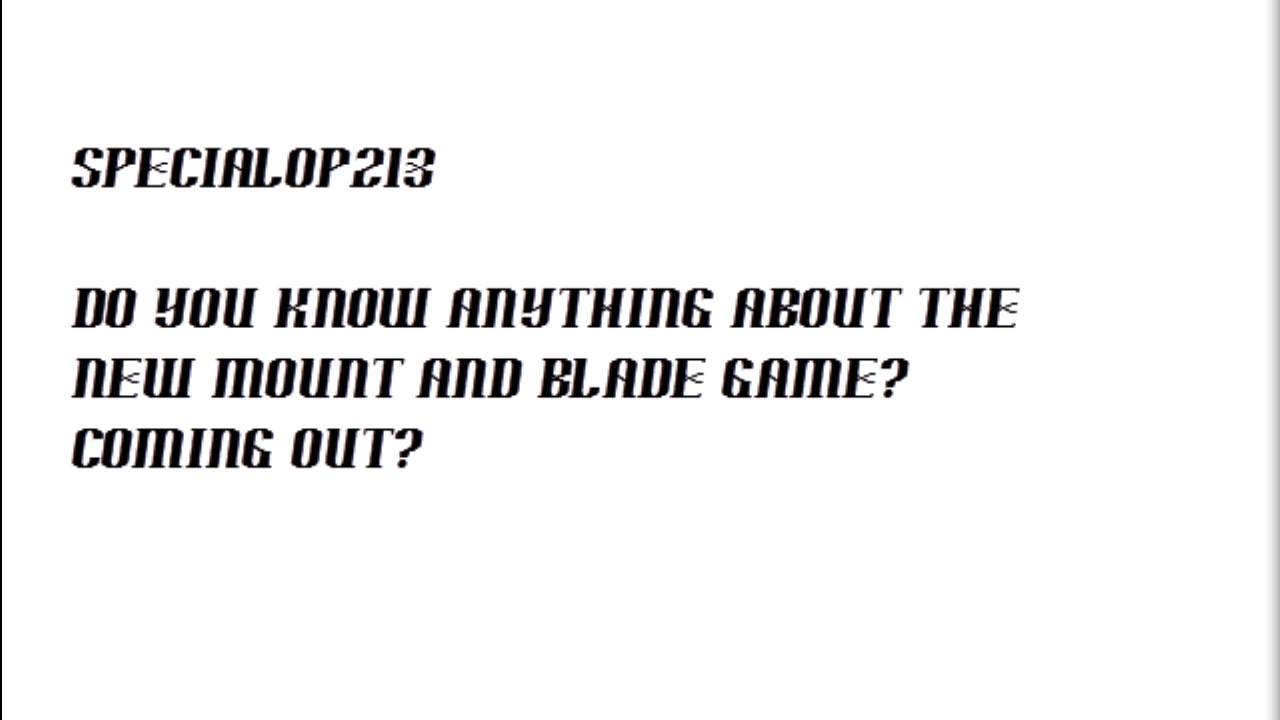 SPECIALOP213
DO YOU KNOW ANYTHING ABOUT THE
NEW MOUNT AND BLADE GAME?
COMING OUT?